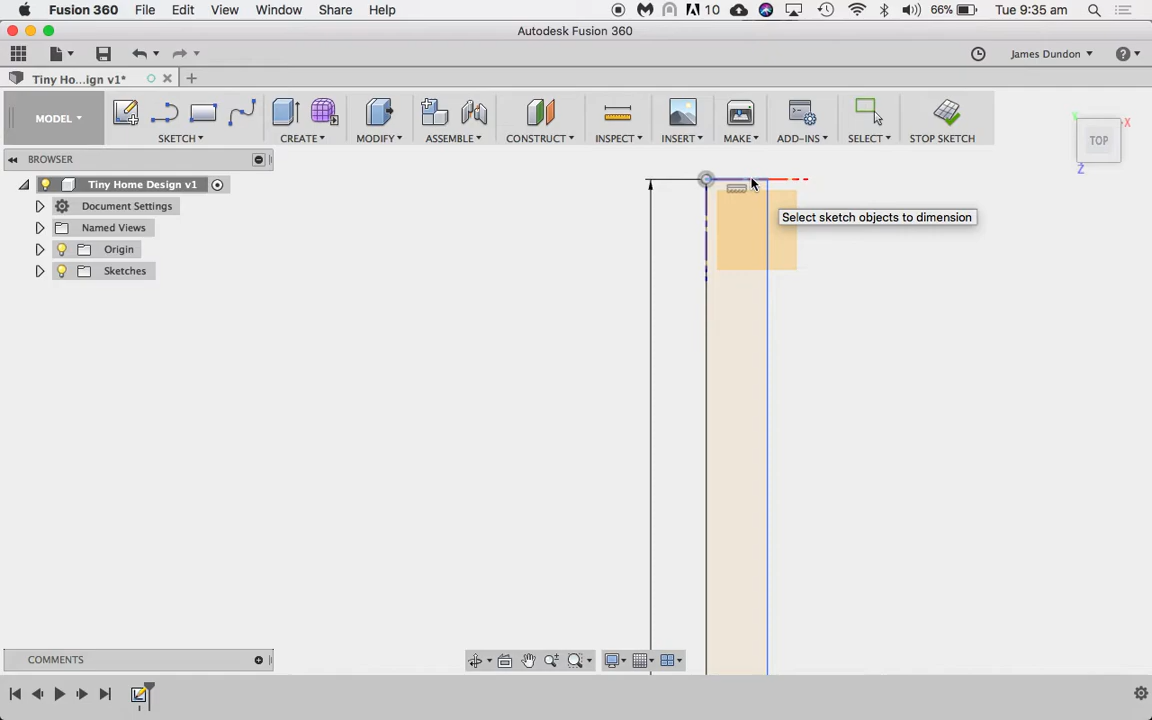 Fusion 360 File Edit View Window Share Help 10 66% Tue 9:35 am
Autodesk Fusion 360
James Dundon ?
Tiny Ho...ign v1*
MODEL
SKETCH CREATE MODIFY ASSEMBLE CONSTRUCT INSPECT INSERT MAKE ADD-INS SELECT STOP SKETCH
BROWSER
Tiny Home Design v1
Document Settings
Named Views
Origin
Sketches
TOP
X
Y
Z
Select sketch objects to dimension
COMMENTS